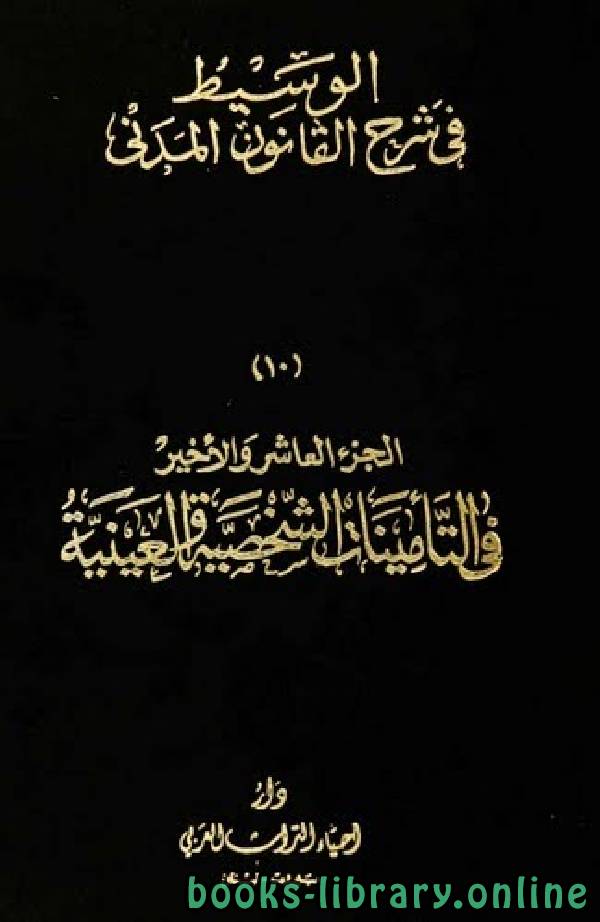 الوسيط
في شرح القانون المدني
(١٠)
الجزء العاشر والأخير
في التأمينات الشخصية والعينية
دار
إحياء التراث العربي
books-library.online